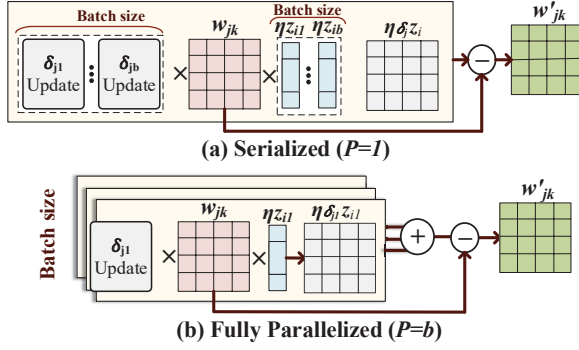 Batch size
w_jk
Batch size
ηz_i1 ηz_ib
ηδ_jz_i
w'_jk
δ_j1
Update
δ_jb
Update
×
×
−
(a) Serialized (P=1)
Batch size
w_jk
ηz_i1
ηδ_j1z_i1
w'_jk
δ_j1
Update
×
×
+
−
(b) Fully Parallelized (P=b)